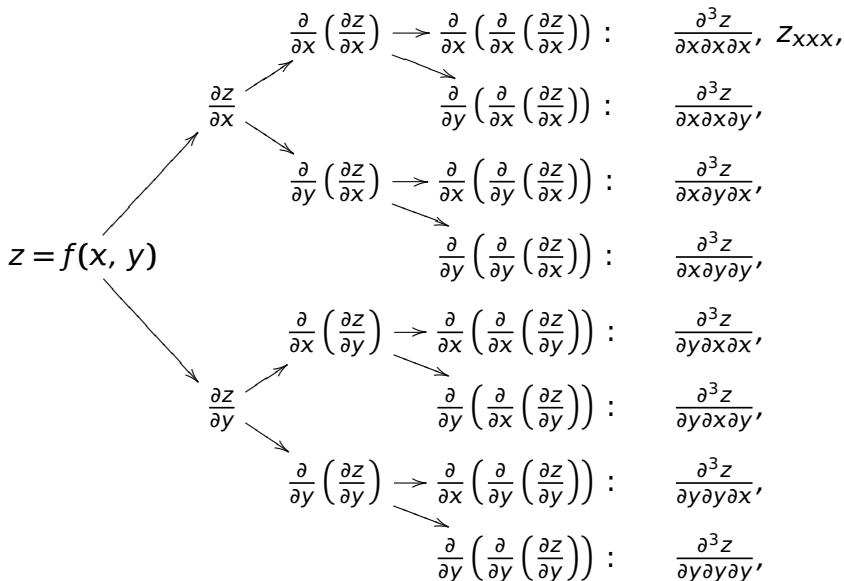 ∂/∂x (∂z/∂x) → ∂/∂x (∂/∂x (∂z/∂x)) : ∂³z/∂x∂x∂x, z_xxx,
∂z/∂x
∂/∂y (∂/∂x (∂z/∂x)) : ∂³z/∂x∂x∂y,
∂/∂y (∂z/∂x) → ∂/∂x (∂/∂y (∂z/∂x)) : ∂³z/∂x∂y∂x,
z = f(x, y)
∂/∂y (∂/∂y (∂z/∂x)) : ∂³z/∂x∂y∂y,
∂/∂x (∂z/∂y) → ∂/∂x (∂/∂x (∂z/∂y)) : ∂³z/∂y∂x∂x,
∂z/∂y
∂/∂y (∂/∂x (∂z/∂y)) : ∂³z/∂y∂x∂y,
∂/∂y (∂z/∂y) → ∂/∂x (∂/∂y (∂z/∂y)) : ∂³z/∂y∂y∂x,
∂/∂y (∂/∂y (∂z/∂y)) : ∂³z/∂y∂y∂y,